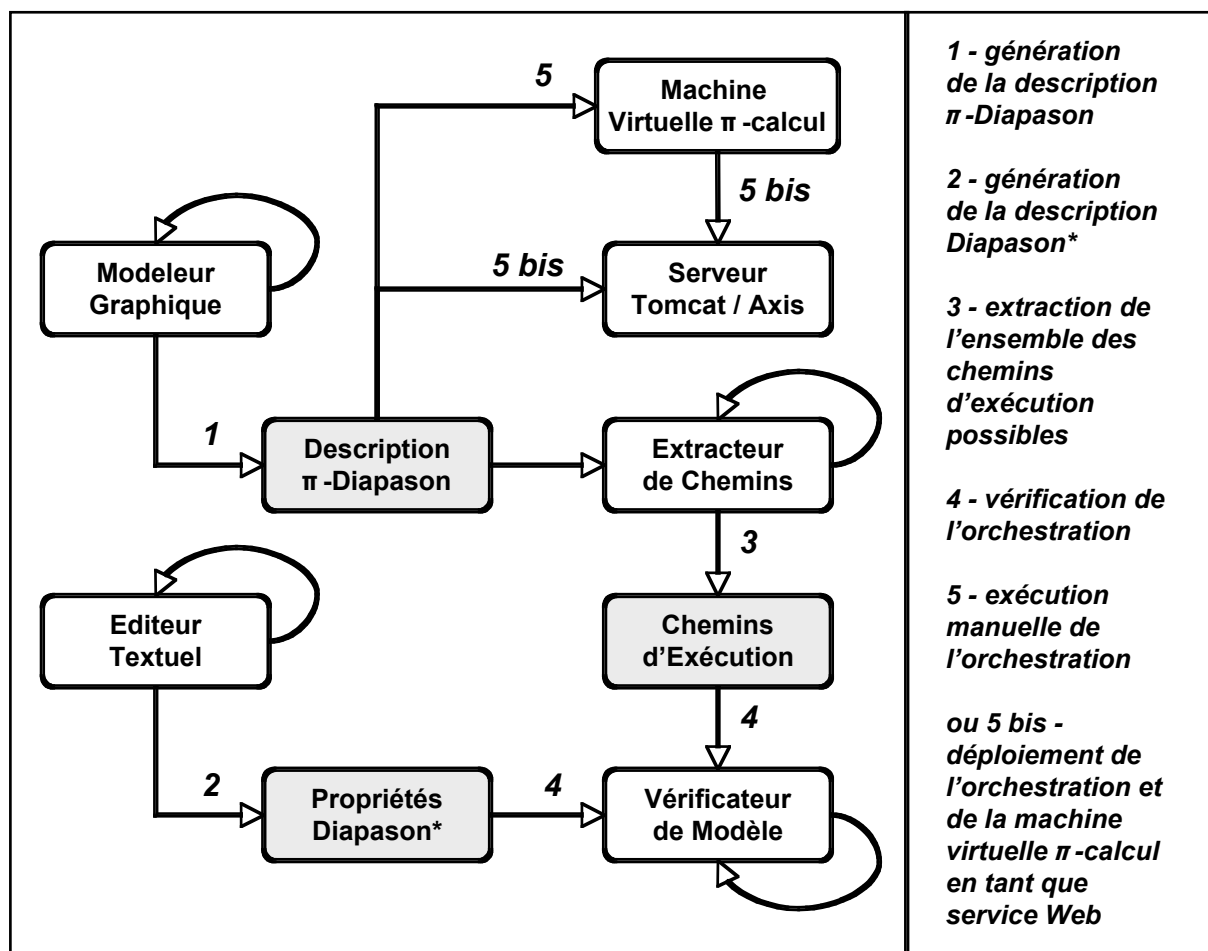 5
Machine
Virtuelle π -calcul
5 bis
Modeleur
Graphique
5 bis
Serveur
Tomcat / Axis
1
Description
π -Diapason
Extracteur
de Chemins
3
Editeur
Textuel
Chemins
d’Exécution
4
2
Propriétés
Diapason*
4
Vérificateur
de Modèle
1 - génération
de la description
π -Diapason
2 - génération
de la description
Diapason*
3 - extraction de
l’ensemble des
chemins
d’exécution
possibles
4 - vérification de
l’orchestration
5 - exécution
manuelle de
l’orchestration
ou 5 bis -
déploiement de
l’orchestration et
de la machine
virtuelle π -calcul
en tant que
service Web